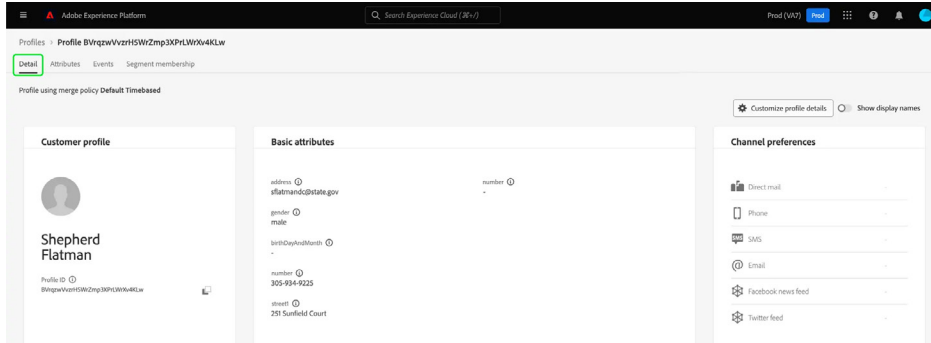 Adobe Experience Platform
Search Experience Cloud (⌘+/)
Prod (VA7) Prod
Profiles > Profile BVrqzwVvzrHSWrZmp3XPrLWrXv4KLw
Detail Attributes Events Segment membership
Profile using merge policy Default Timebased
Customize profile details Show display names
Customer profile
Shepherd
Flatman
Profile ID
BVrqzwVvzrHSWrZmp3XPrLWrXv4KLw
Basic attributes
address
sflatmandc@state.gov
number
-
gender
male
birthDayAndMonth
-
number
305-934-9225
street1
251 Sunfield Court
Channel preferences
Direct mail -
Phone -
SMS SMS -
Email -
Facebook news feed -
Twitter feed -